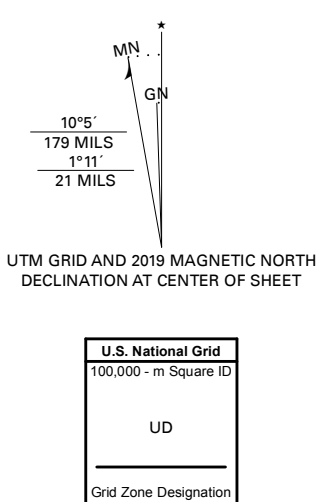 ★
MN
GN
10°5´
179 MILS
1°11´
21 MILS
UTM GRID AND 2019 MAGNETIC NORTH
DECLINATION AT CENTER OF SHEET
U.S. National Grid
100,000 - m Square ID
UD
Grid Zone Designation